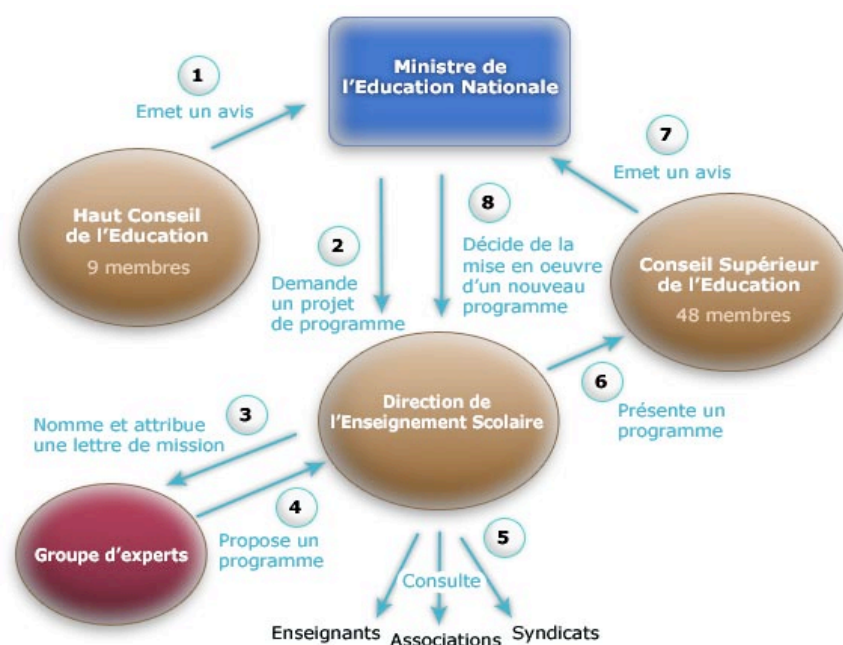 Ministre de
l'Education Nationale
1
Emet un avis
7
Emet un avis
Haut Conseil
de l'Education
9 membres
2
Demande
un projet
de programme
8
Décide de la
mise en oeuvre
d'un nouveau
programme
Conseil Supérieur
de l'Education
48 membres
Direction de
l'Enseignement Scolaire
6
Présente un
programme
3
Nomme et attribue
une lettre de mission
4
Propose un
programme
Groupe d'experts
5
Consulte
Enseignants
Associations
Syndicats